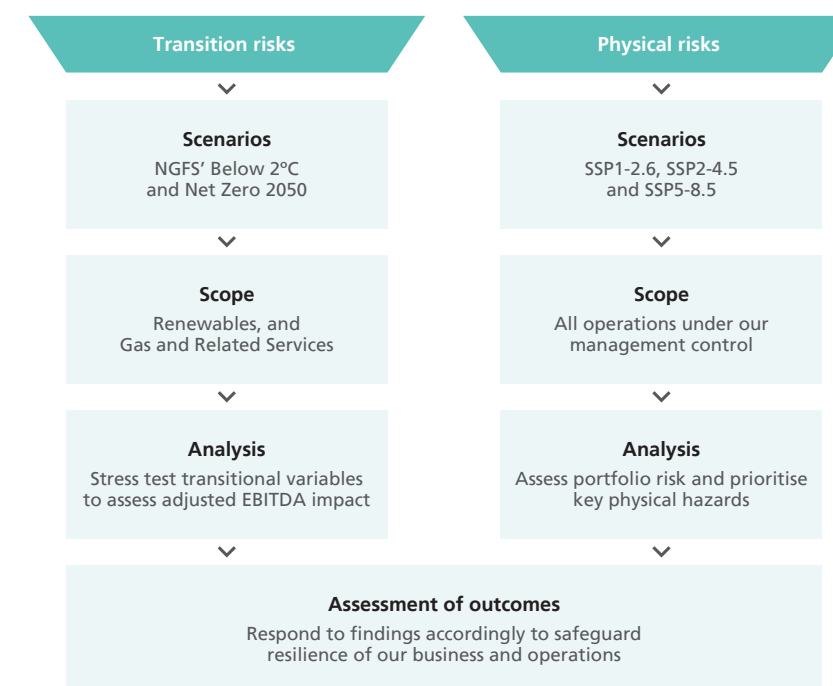 Transition risks
Scenarios
NGFS’ Below 2ºC
and Net Zero 2050
Scope
Renewables, and
Gas and Related Services
Analysis
Stress test transitional variables
to assess adjusted EBITDA impact
Physical risks
Scenarios
SSP1-2.6, SSP2-4.5
and SSP5-8.5
Scope
All operations under our
management control
Analysis
Assess portfolio risk and prioritise
key physical hazards
Assessment of outcomes
Respond to findings accordingly to safeguard
resilience of our business and operations